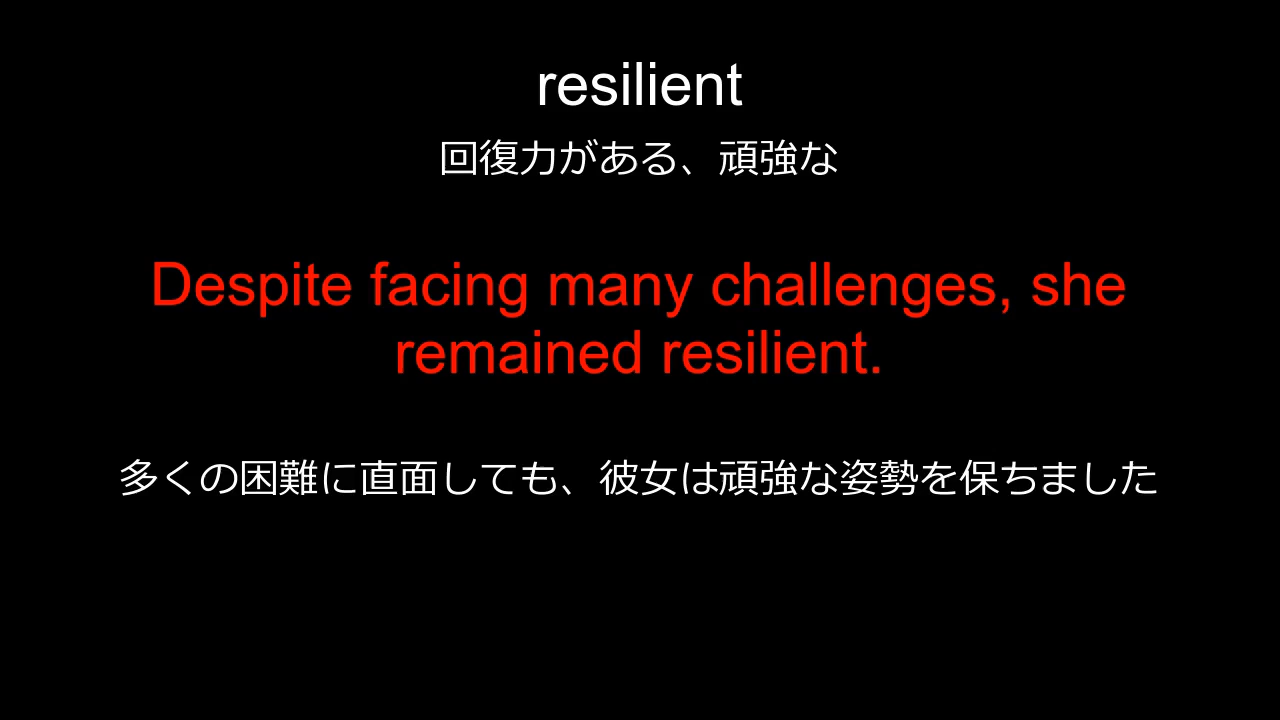 resilient
回復力がある、頑強な
Despite facing many challenges, she
remained resilient.
多くの困難に直面しても、彼女は頑強な姿勢を保ちました